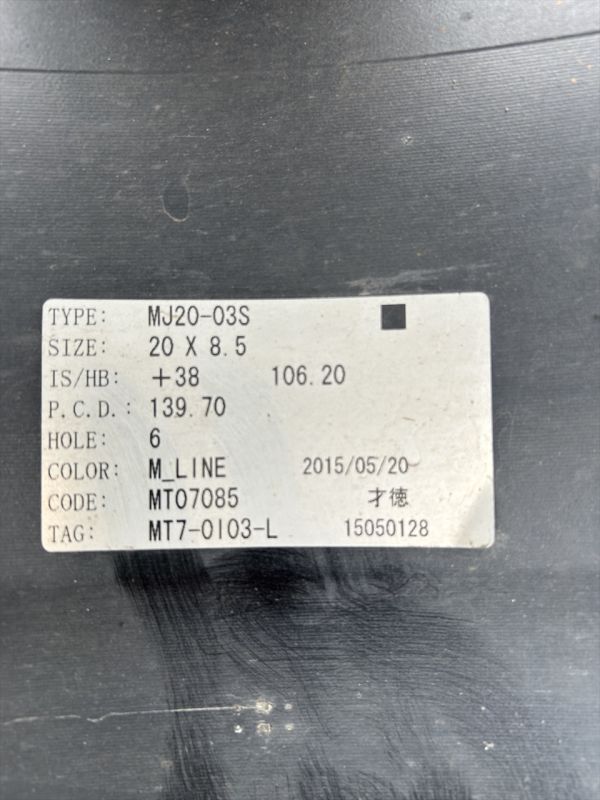 TYPE: MJ20-03S
SIZE: 20 X 8.5
IS/HB: +38 106.20
P.C.D.: 139.70
HOLE: 6
COLOR: M_LINE 2015/05/20
CODE: MT07085 才徳
TAG: MT7-0103-L 15050128